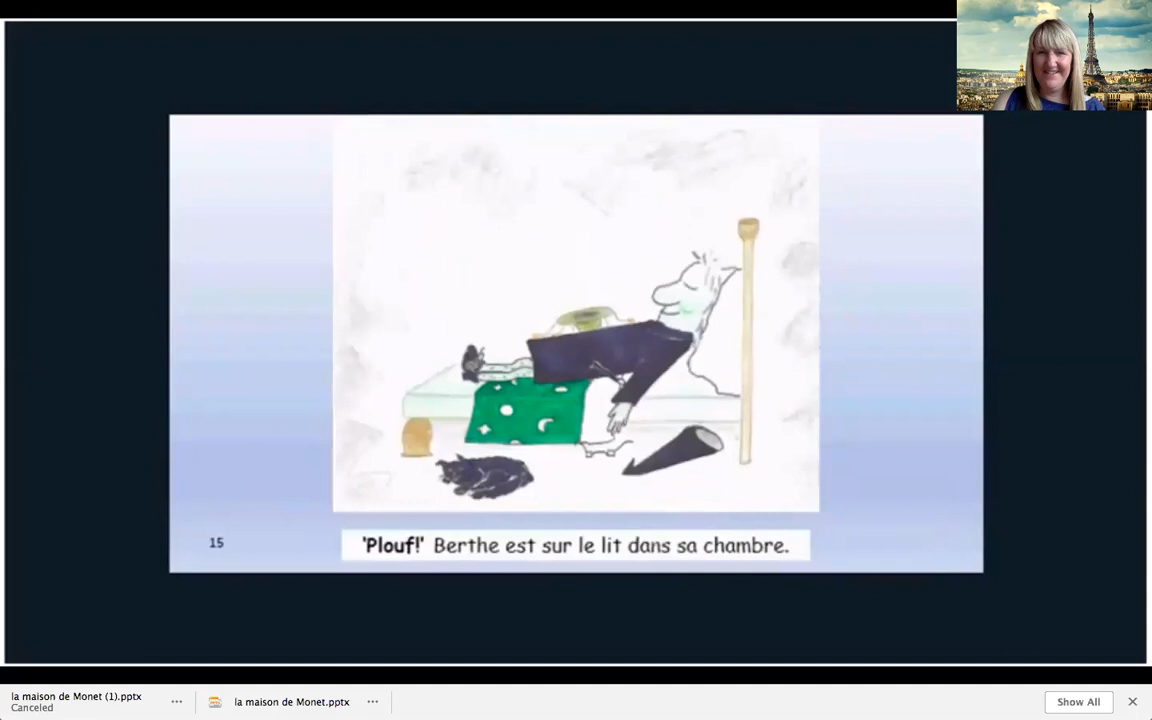 15
'Plouf!' Berthe est sur le lit dans sa chambre.
la maison de Monet (1).pptx
Canceled
la maison de Monet.pptx
Show All